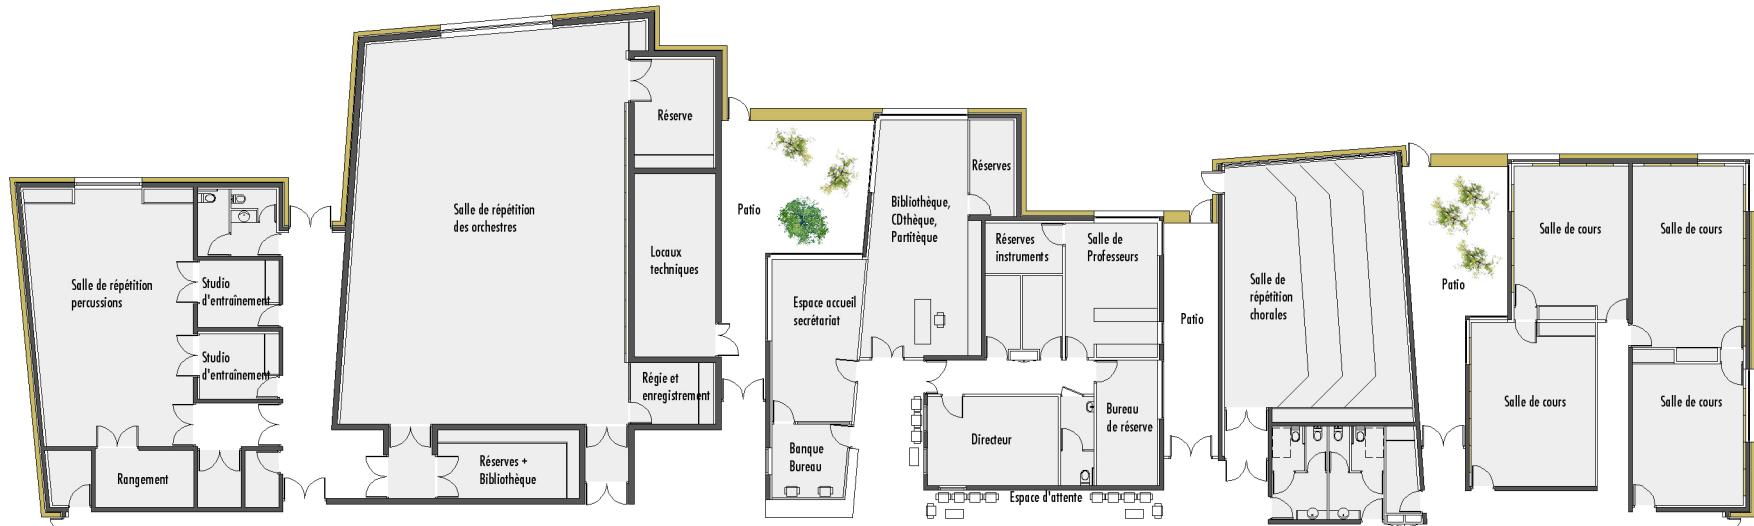 Salle de répétition
percussions
Studio
d'entraînement
Studio
d'entraînement
Rangement
Salle de répétition
des orchestres
Réserve
Locaux
techniques
Régie et
enregistrement
Réserves +
Bibliothèque
Patio
Espace accueil
secrétariat
Banque
Bureau
Bibliothèque,
CDthèque,
Partitèque
Réserves
Réserves
instruments
Salle de
Professeurs
Directeur
Bureau
de réserve
Espace d'attente
Patio
Salle de
répétition
chorales
Patio
Salle de cours
Salle de cours
Salle de cours
Salle de cours